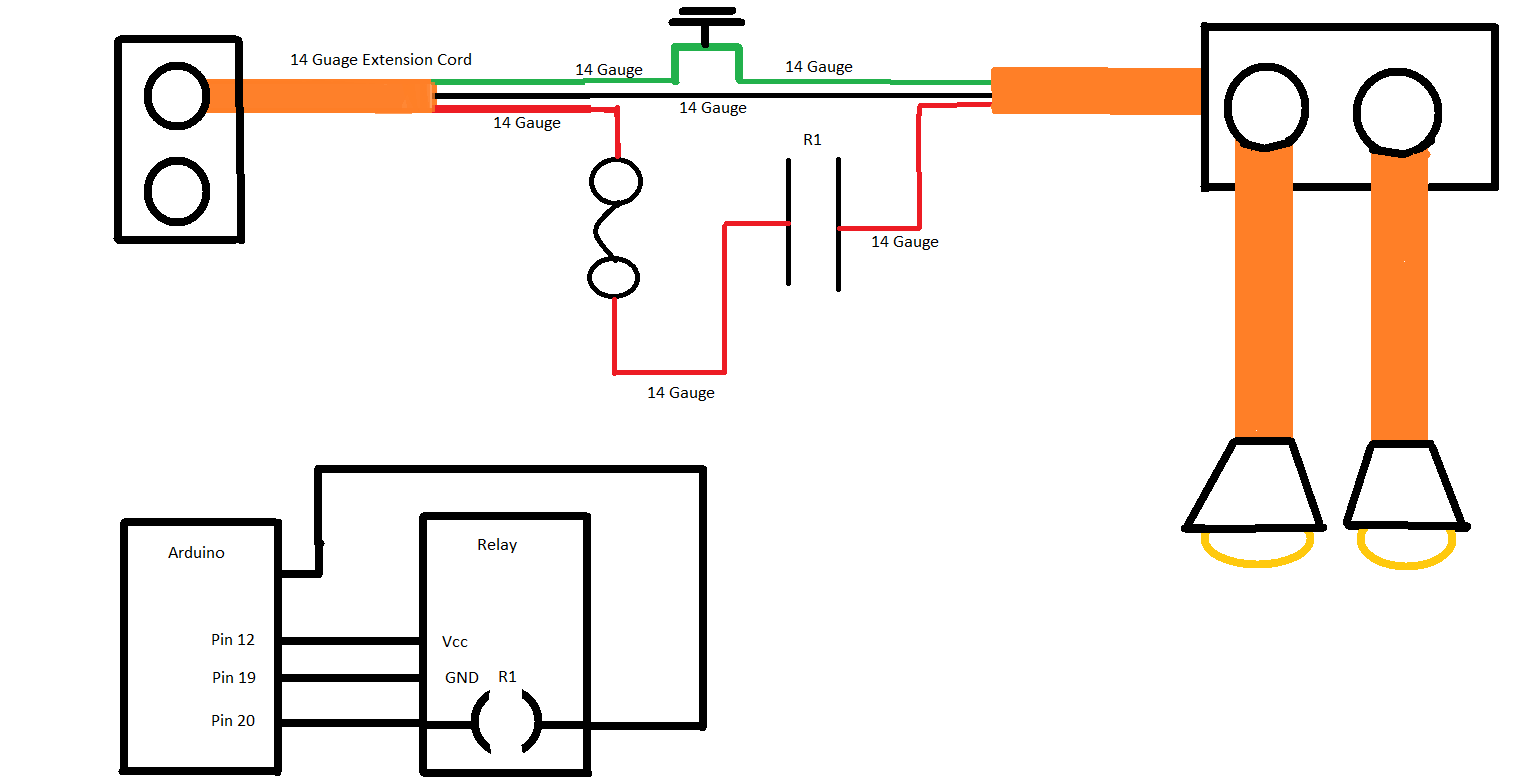 14 Guage Extension Cord
14 Gauge
14 Gauge
14 Gauge
14 Gauge
R1
14 Gauge
14 Gauge
Arduino
Relay
Pin 12
Vcc
Pin 19
GND
R1
Pin 20